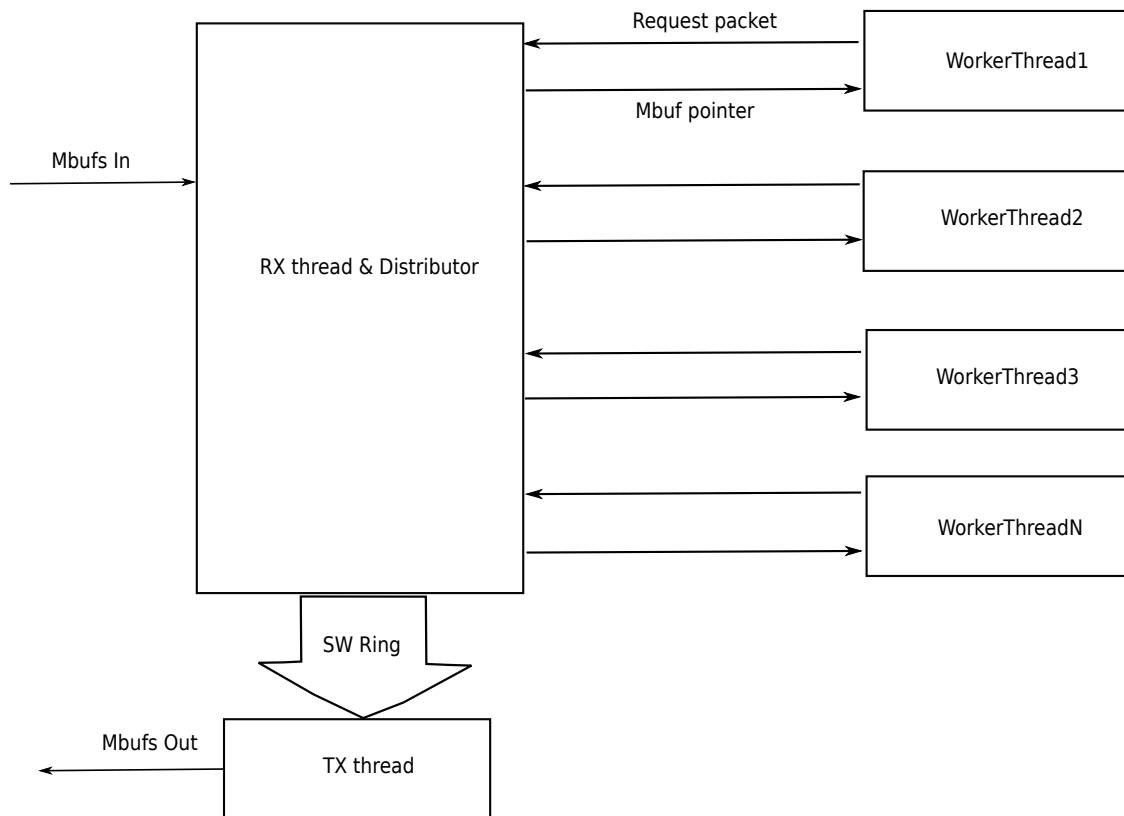 Request packet
WorkerThread1
Mbuf pointer
Mbufs In
WorkerThread2
RX thread & Distributor
WorkerThread3
WorkerThreadN
SW Ring
Mbufs Out
TX thread